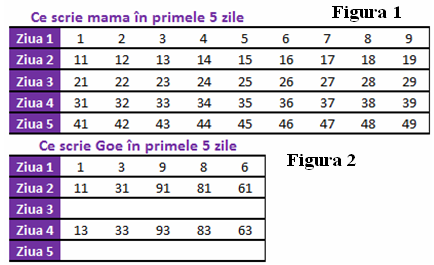 Ce scrie mama în primele 5 zile
Figura 1
Ziua 1 1 2 3 4 5 6 7 8 9
Ziua 2 11 12 13 14 15 16 17 18 19
Ziua 3 21 22 23 24 25 26 27 28 29
Ziua 4 31 32 33 34 35 36 37 38 39
Ziua 5 41 42 43 44 45 46 47 48 49
Ce scrie Goe în primele 5 zile
Figura 2
Ziua 1 1 3 9 8 6
Ziua 2 11 31 91 81 61
Ziua 3
Ziua 4 13 33 93 83 63
Ziua 5